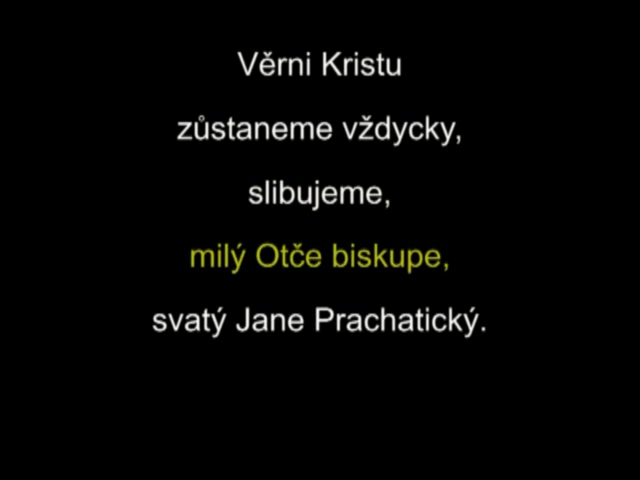 Věrni Kristu
zůstaneme vždycky,
slibujeme,
milý Otče biskupe,
svatý Jane Prachatický.